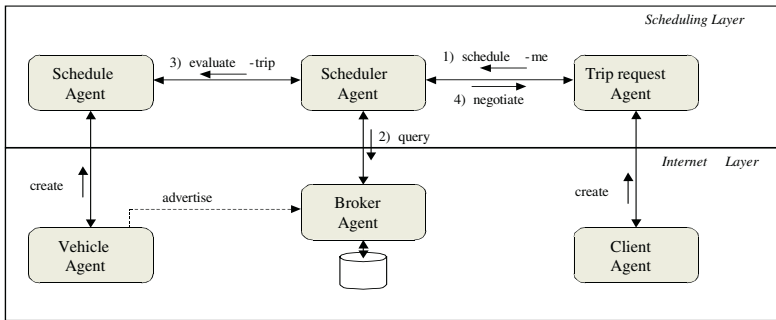 Scheduling Layer
3) evaluate -trip
1) schedule -me
Schedule
Agent
Scheduler
Agent
Trip request
Agent
4) negotiate
2) query
Internet Layer
create
advertise
Broker
Agent
create
Vehicle
Agent
Client
Agent